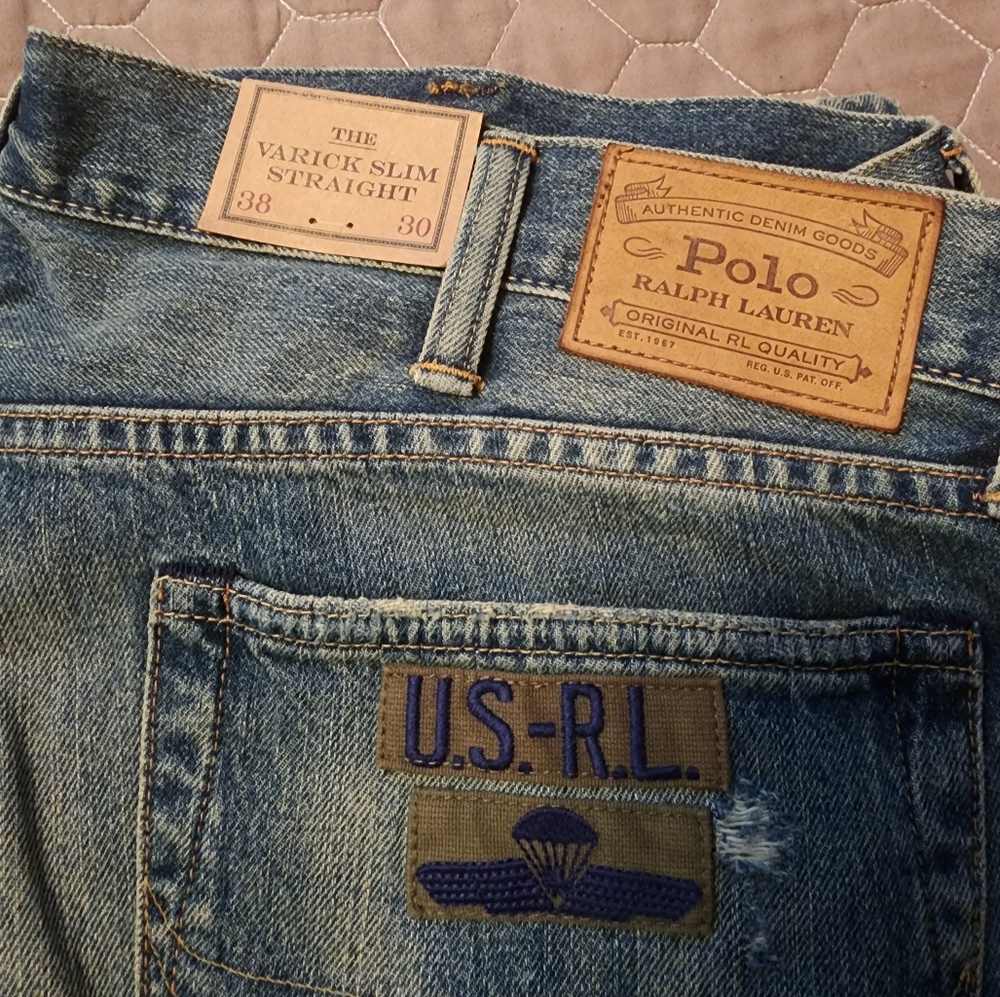 THE
VARICK SLIM
STRAIGHT
38 30
AUTHENTIC DENIM GOODS
Polo
RALPH LAUREN
ORIGINAL RL QUALITY
EST. 1967 REG. U.S. PAT. OFF.
U.S.-R.L.